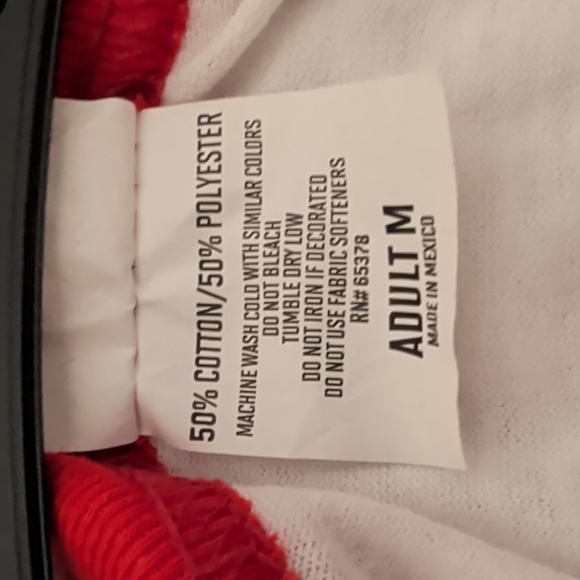 50% COTTON/50% POLYESTER
MACHINE WASH COLD WITH SIMILAR COLORS
DO NOT BLEACH
TUMBLE DRY LOW
DO NOT IRON IF DECORATED
DO NOT USE FABRIC SOFTENERS
RN# 65378
ADULT M
MADE IN MEXICO